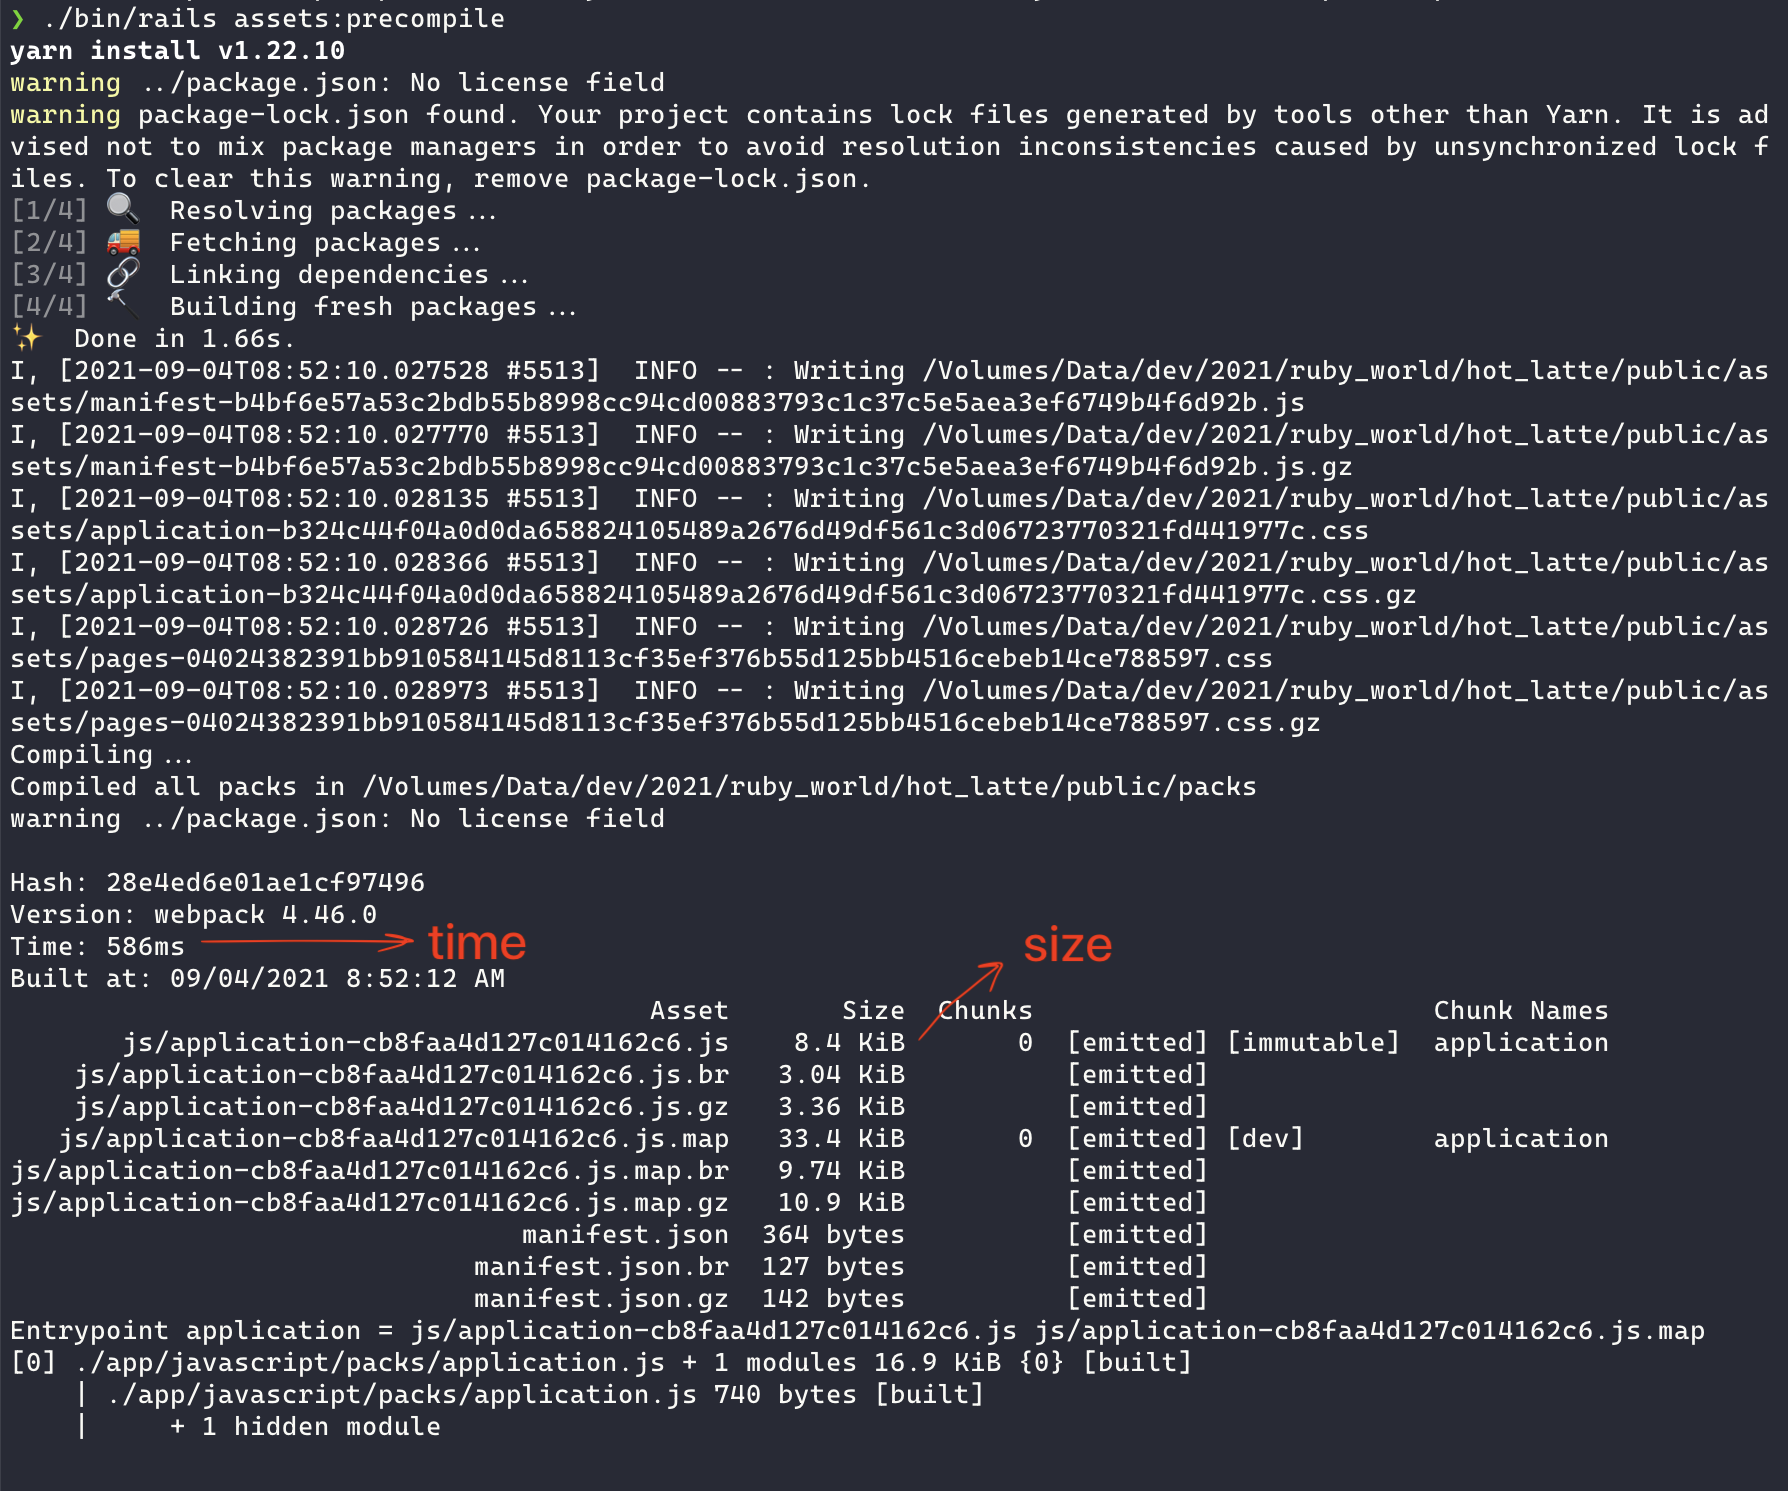 ❯ ./bin/rails assets:precompile
yarn install v1.22.10
warning ../package.json: No license field
warning package-lock.json found. Your project contains lock files generated by tools other than Yarn. It is ad
vised not to mix package managers in order to avoid resolution inconsistencies caused by unsynchronized lock f
iles. To clear this warning, remove package-lock.json.
[1/4] 🔍 Resolving packages...
[2/4] 🚚 Fetching packages...
[3/4] 🔗 Linking dependencies...
[4/4] 🔨 Building fresh packages...
✨ Done in 1.66s.
I, [2021-09-04T08:52:10.027528 #5513]  INFO -- : Writing /Volumes/Data/dev/2021/ruby_world/hot_latte/public/as
sets/manifest-b4bf6e57a53c2bdb55b8998cc94cd00883793c1c37c5e5aea3ef6749b4f6d92b.js
I, [2021-09-04T08:52:10.027770 #5513]  INFO -- : Writing /Volumes/Data/dev/2021/ruby_world/hot_latte/public/as
sets/manifest-b4bf6e57a53c2bdb55b8998cc94cd00883793c1c37c5e5aea3ef6749b4f6d92b.js.gz
I, [2021-09-04T08:52:10.028135 #5513]  INFO -- : Writing /Volumes/Data/dev/2021/ruby_world/hot_latte/public/as
sets/application-b324c44f04a0d0da658824105489a2676d49df561c3d06723770321fd441977c.css
I, [2021-09-04T08:52:10.028366 #5513]  INFO -- : Writing /Volumes/Data/dev/2021/ruby_world/hot_latte/public/as
sets/application-b324c44f04a0d0da658824105489a2676d49df561c3d06723770321fd441977c.css.gz
I, [2021-09-04T08:52:10.028726 #5513]  INFO -- : Writing /Volumes/Data/dev/2021/ruby_world/hot_latte/public/as
sets/pages-04024382391bb910584145d8113cf35ef376b55d125bb4516cebeb14ce788597.css
I, [2021-09-04T08:52:10.028973 #5513]  INFO -- : Writing /Volumes/Data/dev/2021/ruby_world/hot_latte/public/as
sets/pages-04024382391bb910584145d8113cf35ef376b55d125bb4516cebeb14ce788597.css.gz
Compiling...
Compiled all packs in /Volumes/Data/dev/2021/ruby_world/hot_latte/public/packs
warning ../package.json: No license field
Hash: 28e4ed6e01ae1cf97496
Version: webpack 4.46.0
Time: 586ms time size
Built at: 09/04/2021 8:52:12 AM
Asset Size Chunks Chunk Names
js/application-cb8faa4d127c014162c6.js 8.4 KiB 0 [emitted] [immutable] application
js/application-cb8faa4d127c014162c6.js.br 3.04 KiB [emitted]
js/application-cb8faa4d127c014162c6.js.gz 3.36 KiB [emitted]
js/application-cb8faa4d127c014162c6.js.map 33.4 KiB 0 [emitted] [dev] application
js/application-cb8faa4d127c014162c6.js.map.br 9.74 KiB [emitted]
js/application-cb8faa4d127c014162c6.js.map.gz 10.9 KiB [emitted]
manifest.json 364 bytes [emitted]
manifest.json.br 127 bytes [emitted]
manifest.json.gz 142 bytes [emitted]
Entrypoint application = js/application-cb8faa4d127c014162c6.js js/application-cb8faa4d127c014162c6.js.map
[0] ./app/javascript/packs/application.js + 1 modules 16.9 KiB {0} [built]
| ./app/javascript/packs/application.js 740 bytes [built]
| + 1 hidden module